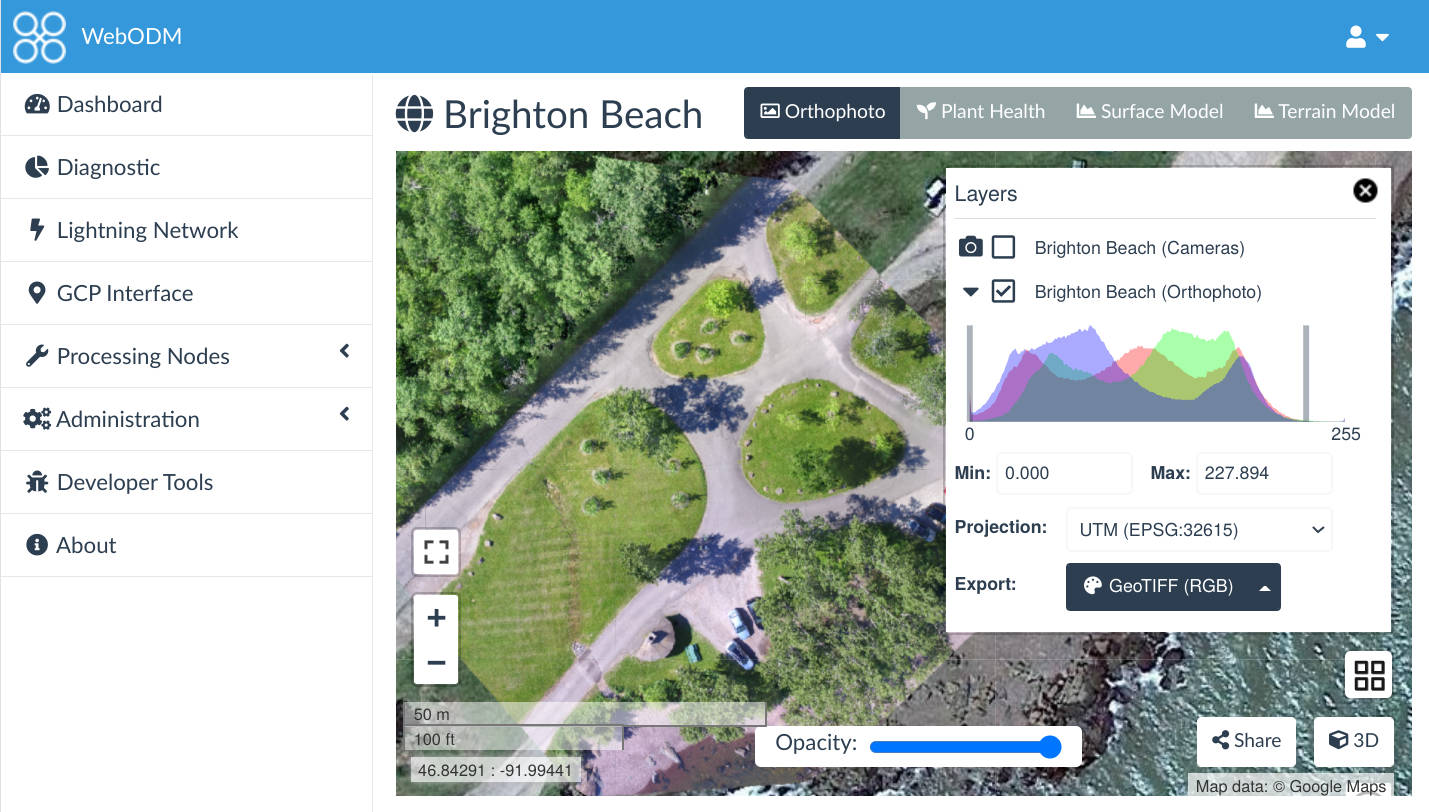 WebODM
Dashboard
Diagnostic
Lightning Network
GCP Interface
Processing Nodes
Administration
Developer Tools
About
Brighton Beach
Orthophoto
Plant Health
Surface Model
Terrain Model
Layers
Brighton Beach (Cameras)
Brighton Beach (Orthophoto)
0 255
Min: 0.000 Max: 227.894
Projection: UTM (EPSG:32615)
Export: GeoTIFF (RGB)
+
−
50 m
100 ft
46.84291 : -91.99441
Opacity:
Share
3D
Map data: © Google Maps